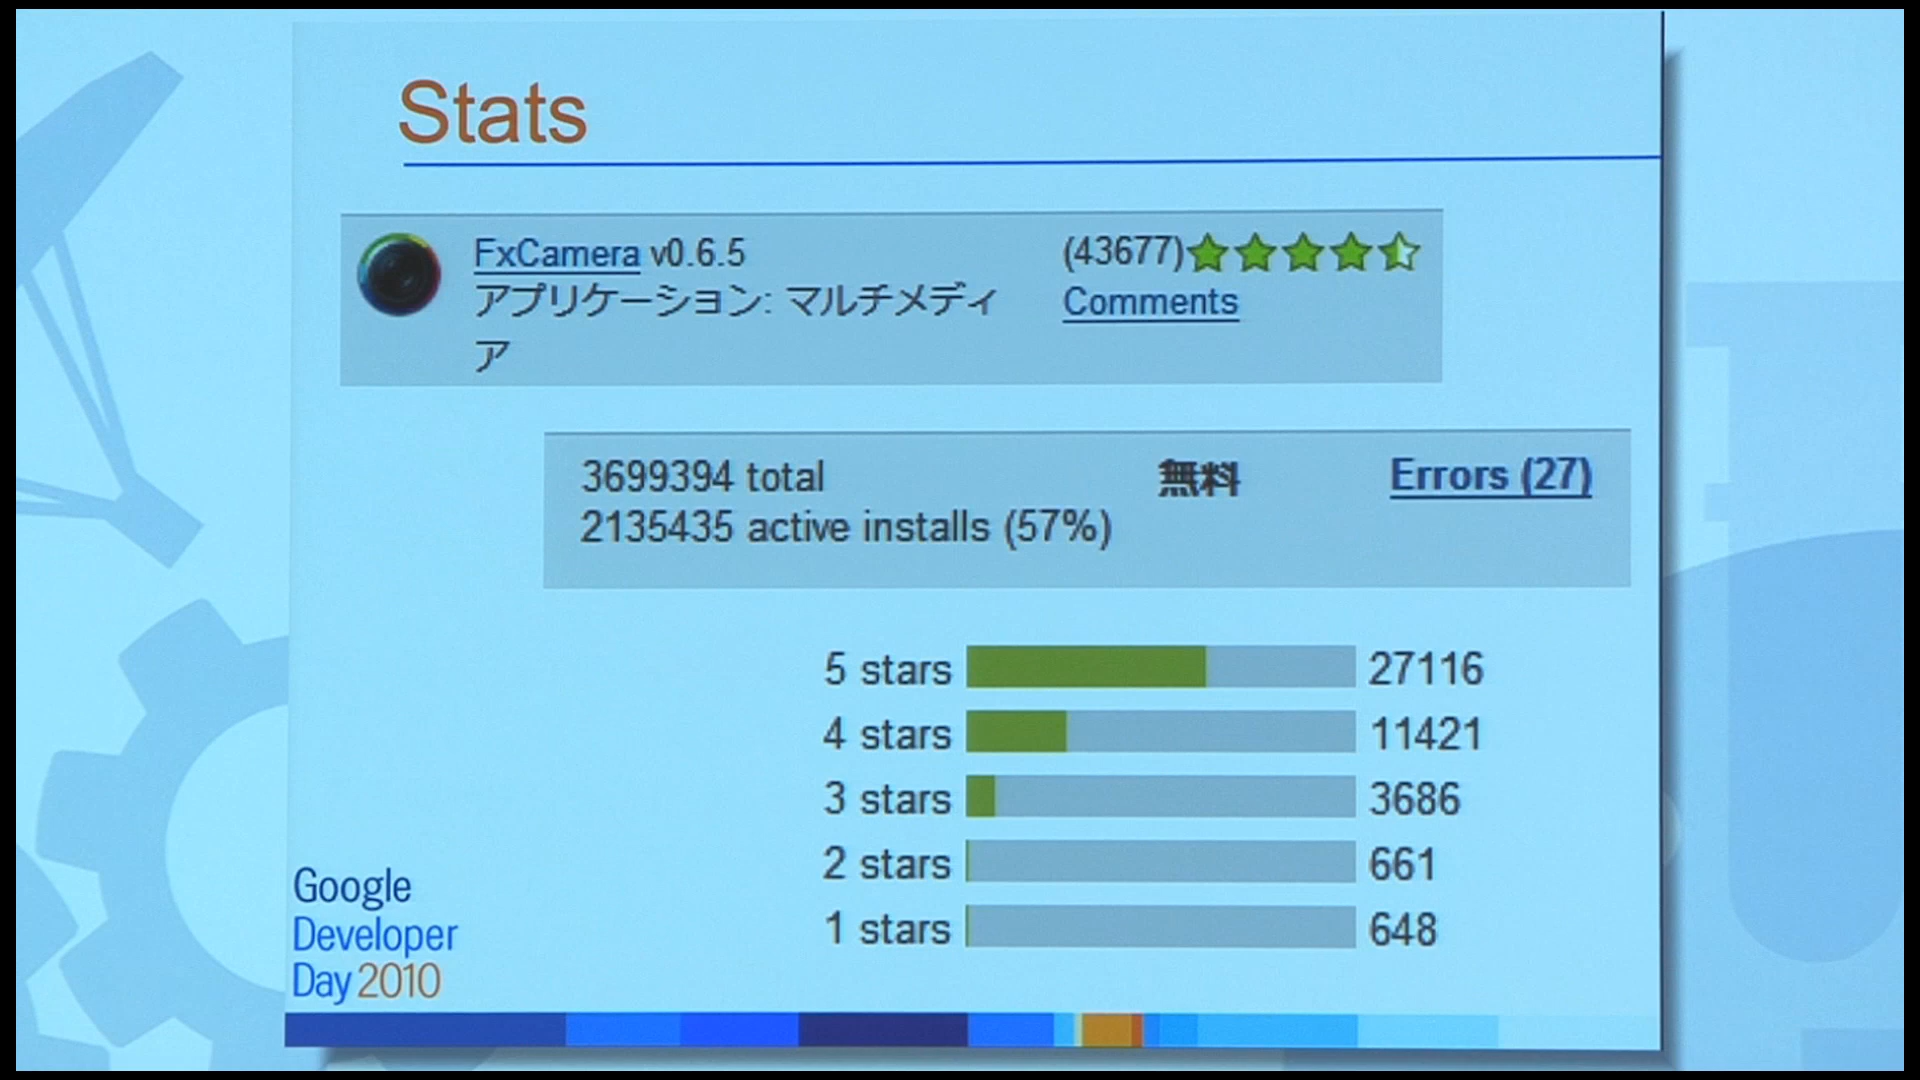 Stats
FxCamera v0.6.5
アプリケーション: マルチメディ
ア
(43677)
Comments
3699394 total
2135435 active installs (57%)
無料
Errors (27)
5 stars 27116
4 stars 11421
3 stars 3686
2 stars 661
1 stars 648
Google
Developer
Day 2010